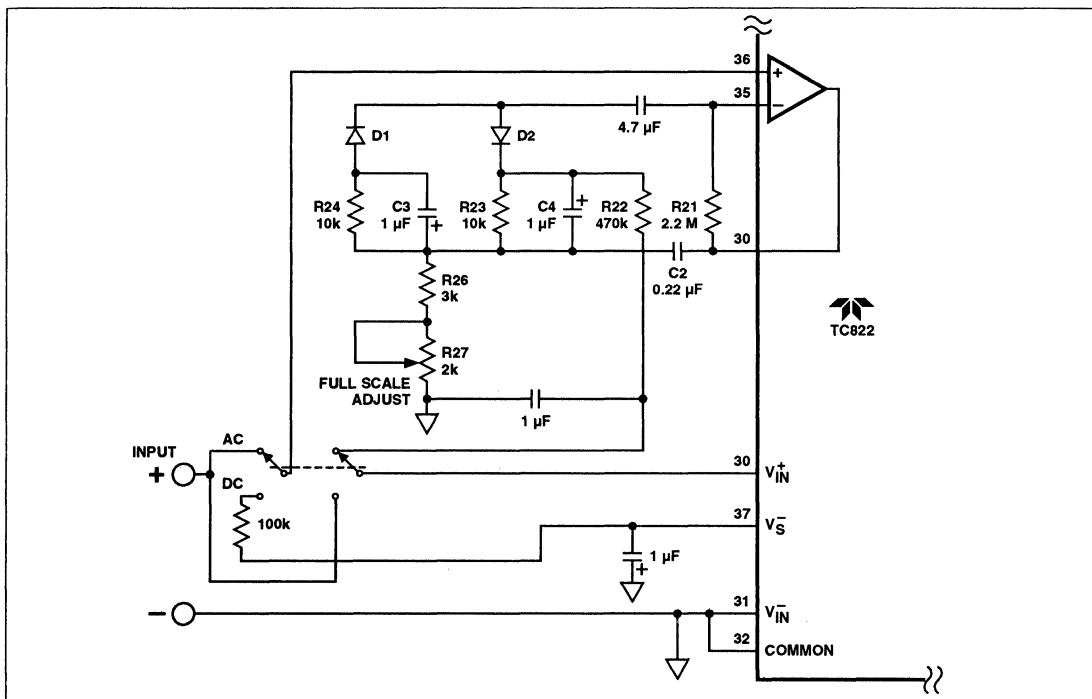 36
+
35
−
4.7 µF
D1
D2
R24
10k
C3
1 µF
+
R23
10k
C4
1 µF
+
R22
470k
R21
2.2 M
30
C2
0.22 µF
R26
3k
TC822
R27
2k
FULL SCALE
ADJUST
1 µF
AC
INPUT
+
30
V+IN
DC
37
V−S
100k
1 µF
+
−
31
V−IN
32
COMMON